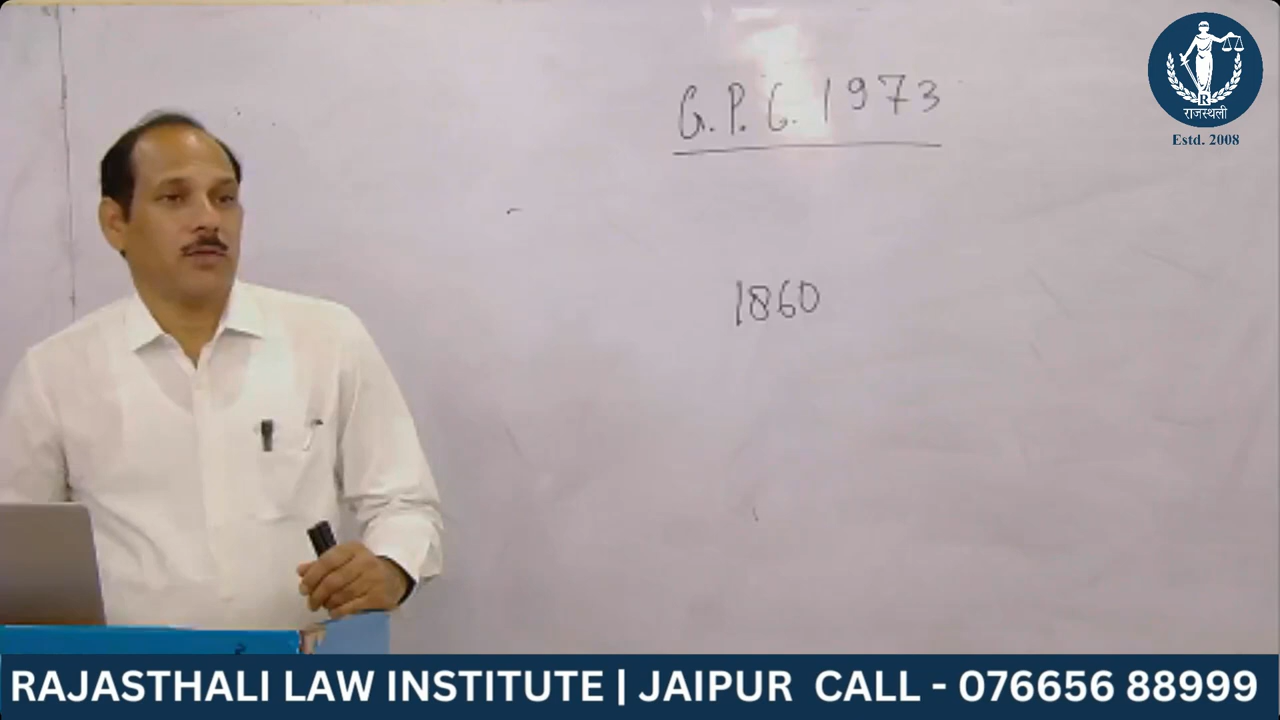 G.P.C. 1973
1860
R
राजस्थली
Estd. 2008
RAJASTHALI LAW INSTITUTE | JAIPUR CALL - 076656 88999